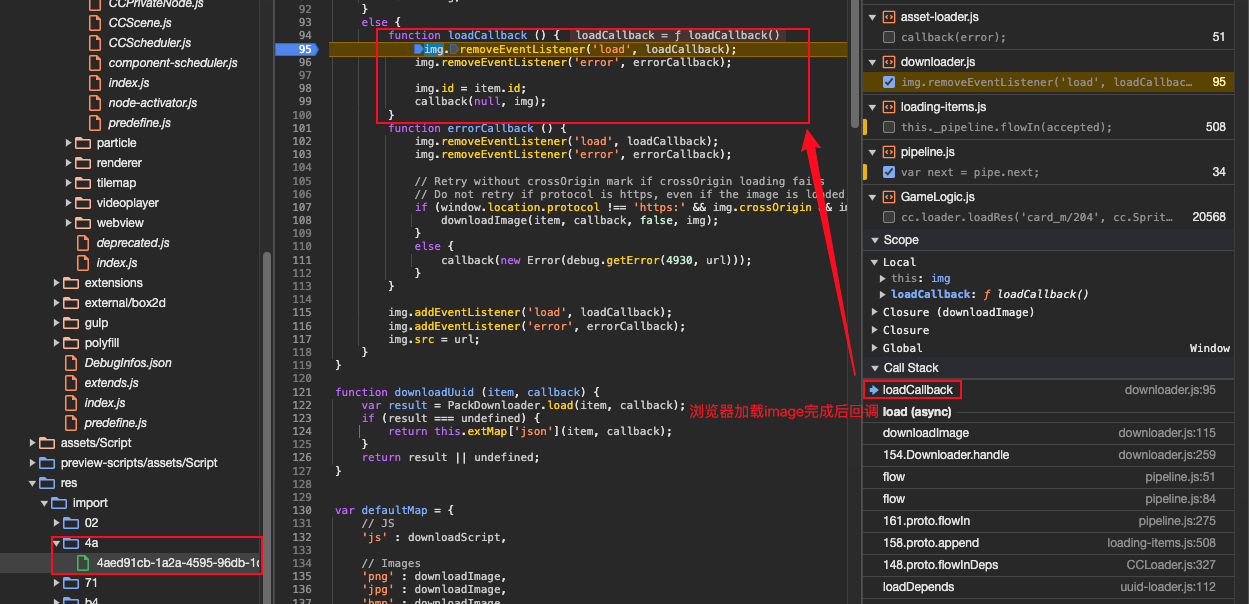 CCPrivateNode.js
CCScene.js
CCScheduler.js
component-scheduler.js
index.js
node-activator.js
predefine.js
particle
renderer
tilemap
videoplayer
webview
deprecated.js
index.js
extensions
external/box2d
gulp
polyfill
DebugInfos.json
extends.js
index.js
predefine.js
assets/Script
preview-scripts/assets/Script
res
import
02
4a
4aed91cb-1a2a-4595-96db-1c
71
b4
92 }
93 else {
94 function loadCallback () { loadCallback = ƒ loadCallback()
95 img.removeEventListener('load', loadCallback);
96 img.removeEventListener('error', errorCallback);
97
98 img.id = item.id;
99 callback(null, img);
100 }
101 function errorCallback () {
102 img.removeEventListener('load', loadCallback);
103 img.removeEventListener('error', errorCallback);
104
105 // Retry without crossOrigin mark if crossOrigin loading fails
106 // Do not retry if protocol is https, even if the image is loaded
107 if (window.location.protocol !== 'https:' && img.crossOrigin && im
108 downloadImage(item, callback, false, img);
109 }
110 else {
111 callback(new Error(debug.getError(4930, url)));
112 }
113 }
114
115 img.addEventListener('load', loadCallback);
116 img.addEventListener('error', errorCallback);
117 img.src = url;
118 }
119 }
120
121 function downloadUuid (item, callback) {
122 var result = PackDownloader.load(item, callback);
123 if (result === undefined) {
124 return this.extMap['json'](item, callback);
125 }
126 return result || undefined;
127 }
128
129
130 var defaultMap = {
131 // JS
132 'js' : downloadScript,
133
134 // Images
135 'png' : downloadImage,
136 'jpg' : downloadImage,
137 'bmp' : downloadImage,
浏览器加载image完成后回调
asset-loader.js
callback(error); 51
downloader.js
img.removeEventListener('load', loadCallbac… 95
loading-items.js
this._pipeline.flowIn(accepted); 508
pipeline.js
var next = pipe.next; 34
GameLogic.js
cc.loader.loadRes('card_m/204', cc.Sprit… 20568
Scope
Local
this: img
loadCallback: ƒ loadCallback()
Closure (downloadImage)
Closure
Global Window
Call Stack
loadCallback downloader.js:95
load (async)
downloadImage downloader.js:115
154.Downloader.handle downloader.js:259
flow pipeline.js:51
flow pipeline.js:84
161.proto.flowIn pipeline.js:275
158.proto.append loading-items.js:508
148.proto.flowInDeps CCLoader.js:327
loadDepends uuid-loader.js:112